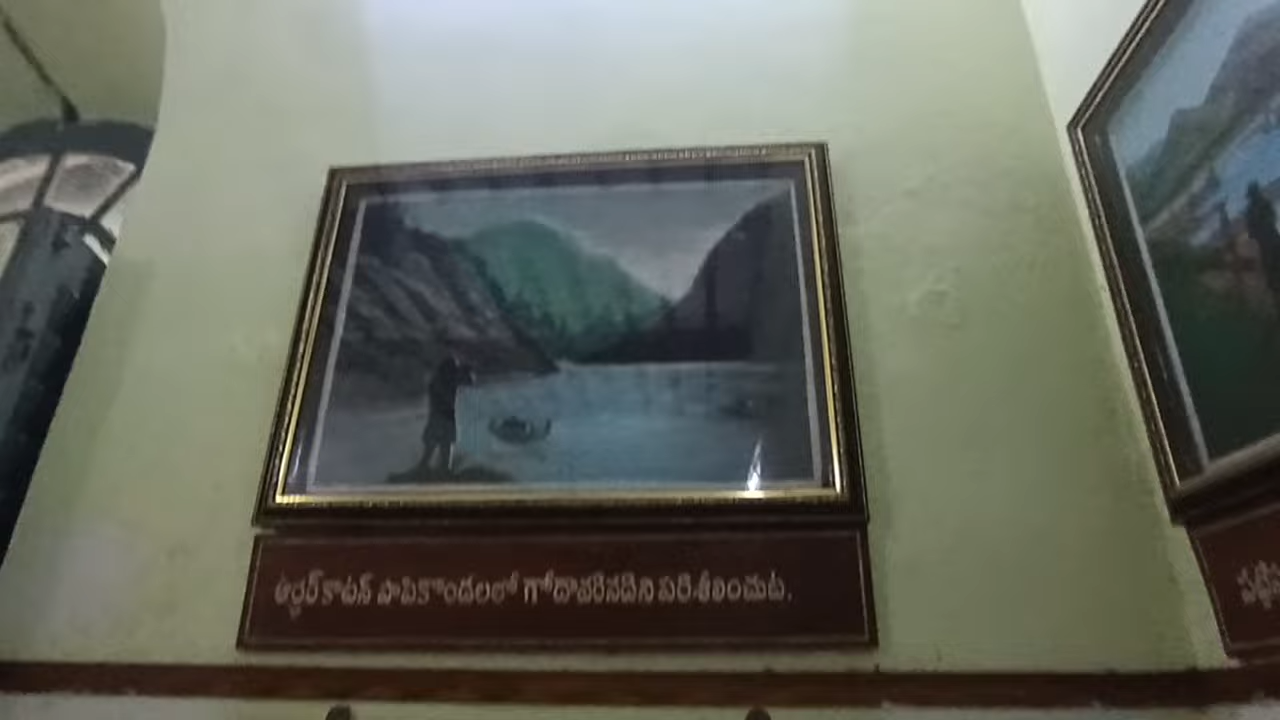 ఆర్థర్ కాటన్ పాపికొండలలో గోదావరినదిని పరిశీలించుట.